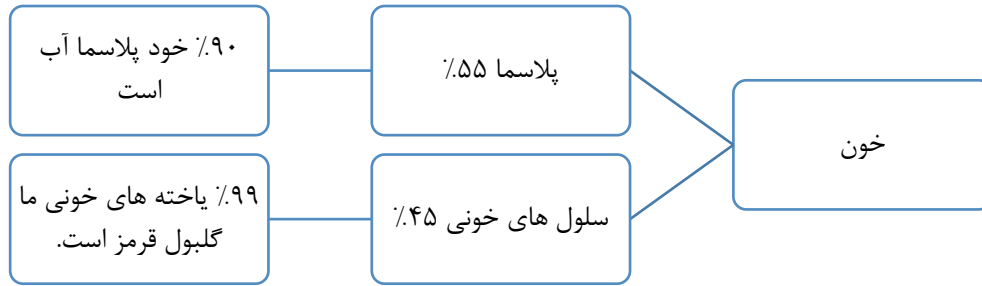 خون
پلاسما ۵۵٪
۹۰٪ خود پلاسما آب
است
سلول های خونی ۴۵٪
۹۹٪ یاخته های خونی ما
گلبول قرمز است.